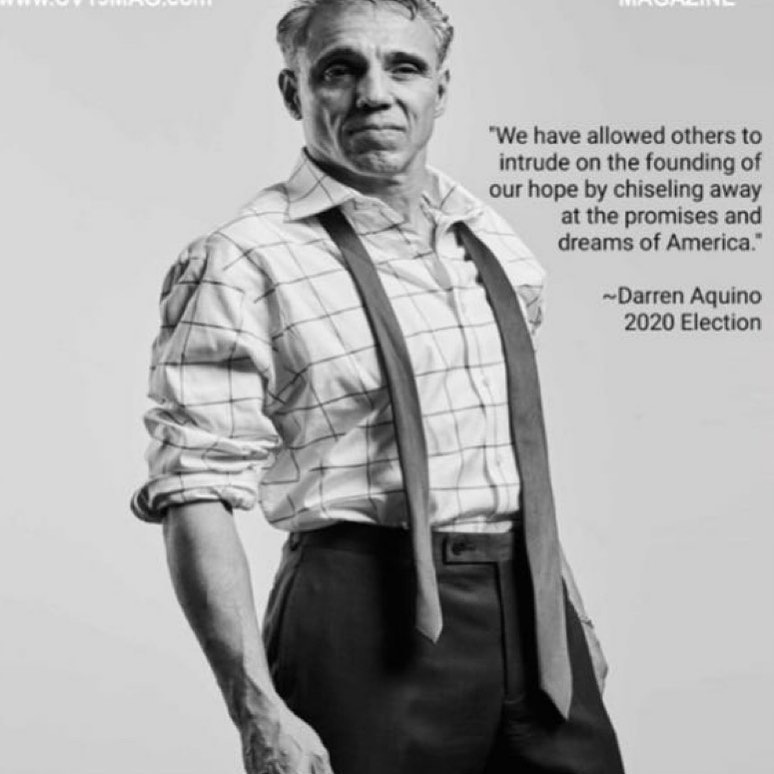 MAGAZINE
"We have allowed others to
intrude on the founding of
our hope by chiseling away
at the promises and
dreams of America."
~Darren Aquino
2020 Election